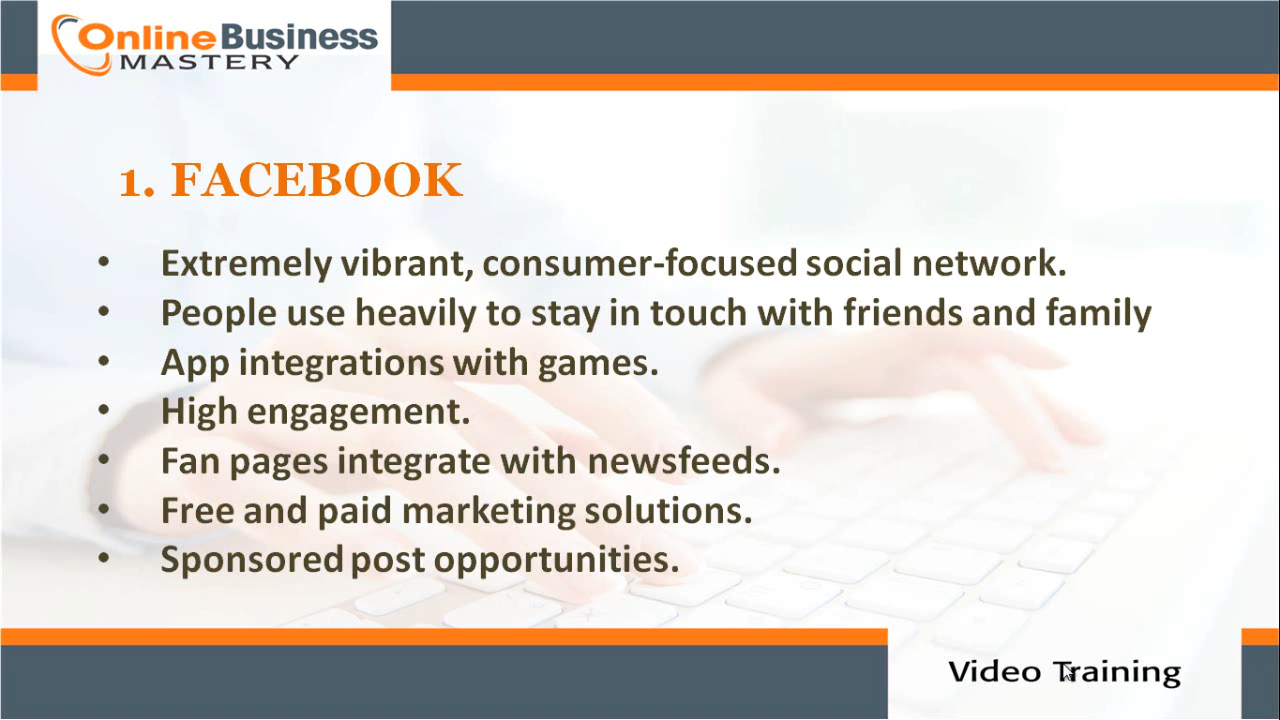 Online Business
MASTERY
1. FACEBOOK
• Extremely vibrant, consumer-focused social network.
• People use heavily to stay in touch with friends and family
• App integrations with games.
• High engagement.
• Fan pages integrate with newsfeeds.
• Free and paid marketing solutions.
• Sponsored post opportunities.
Video Training